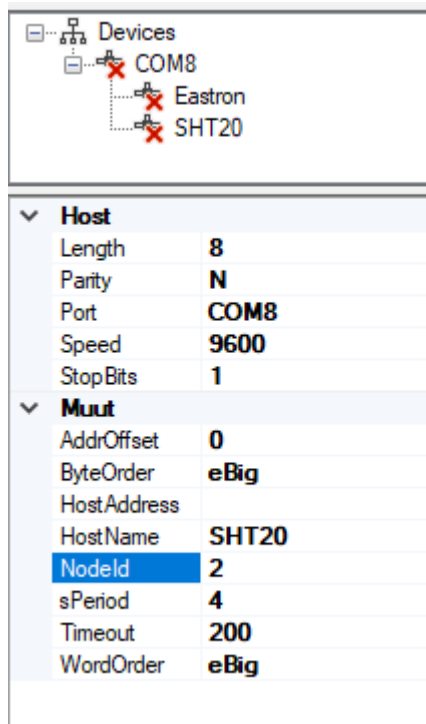 Devices
COM8
Eastron
SHT20
Host
Length 8
Parity N
Port COM8
Speed 9600
StopBits 1
Muut
AddrOffset 0
ByteOrder eBig
HostAddress
HostName SHT20
NodeId 2
sPeriod 4
Timeout 200
WordOrder eBig